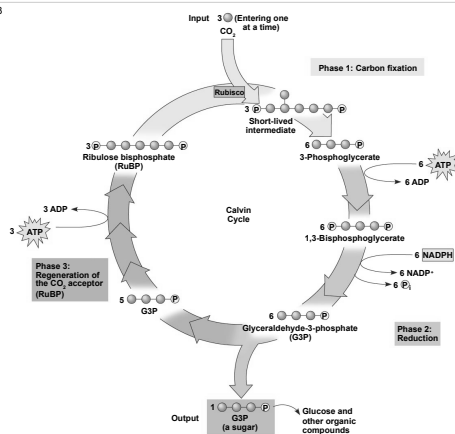 3
Input 3 (Entering one
at a time)
CO2
Phase 1: Carbon fixation
Rubisco
3 P P
Short-lived
intermediate
3 P P
Ribulose bisphosphate
(RuBP)
6 P
3-Phosphoglycerate
6 ATP
6 ADP
3 ADP
3 ATP
Calvin
Cycle
6 P P
1,3-Bisphosphoglycerate
6 NADPH
6 NADP+
6 Pi
Phase 3:
Regeneration of
the CO2 acceptor
(RuBP)
5 P
G3P
6 P
Glyceraldehyde-3-phosphate
(G3P)
Phase 2:
Reduction
1 P
Output G3P
(a sugar)
Glucose and
other organic
compounds